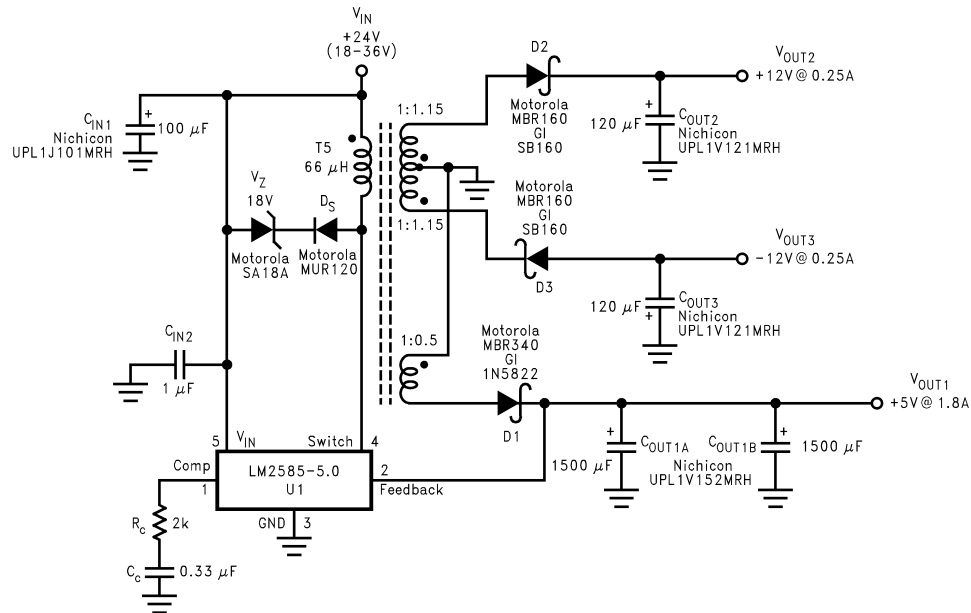 V_IN
+24V
(18-36V)
C_IN1
Nichicon
UPL1J101MRH
+
100 μF
T5
66 μH
1:1.15
D2
Motorola
MBR160
GI
SB160
V_OUT2
+12V@0.25A
120 μF
+
C_OUT2
Nichicon
UPL1V121MRH
V_Z
18V
D_S
Motorola
SA18A
Motorola
MUR120
1:1.15
Motorola
MBR160
GI
SB160
D3
V_OUT3
-12V@0.25A
120 μF
+
C_OUT3
Nichicon
UPL1V121MRH
C_IN2
1 μF
1:0.5
Motorola
MBR340
GI
1N5822
D1
V_OUT1
+5V@1.8A
+
C_OUT1A
1500 μF
C_OUT1B
+
1500 μF
Nichicon
UPL1V152MRH
5
V_IN
Switch
4
Comp
1
LM2585-5.0
U1
2
Feedback
GND
3
R_c
2k
C_c
0.33 μF